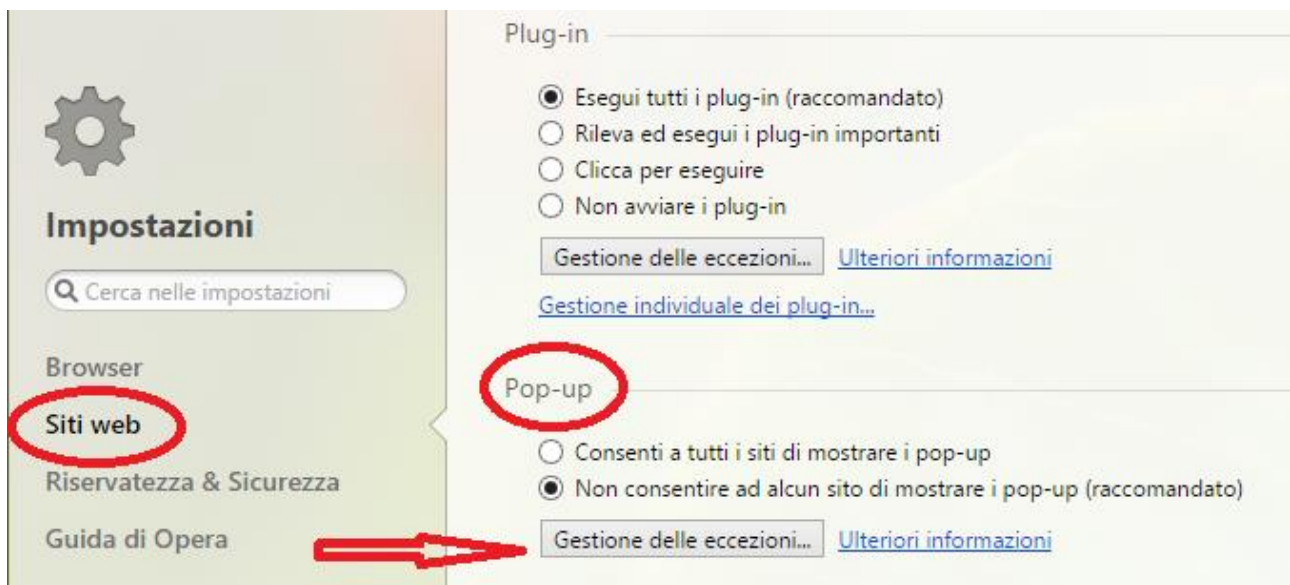 Impostazioni
Cerca nelle impostazioni
Browser
Siti web
Riservatezza & Sicurezza
Guida di Opera
Plug-in
Esegui tutti i plug-in (raccomandato)
Rileva ed esegui i plug-in importanti
Clicca per eseguire
Non avviare i plug-in
Gestione delle eccezioni... Ulteriori informazioni
Gestione individuale dei plug-in...
Pop-up
Consenti a tutti i siti di mostrare i pop-up
Non consentire ad alcun sito di mostrare i pop-up (raccomandato)
Gestione delle eccezioni... Ulteriori informazioni